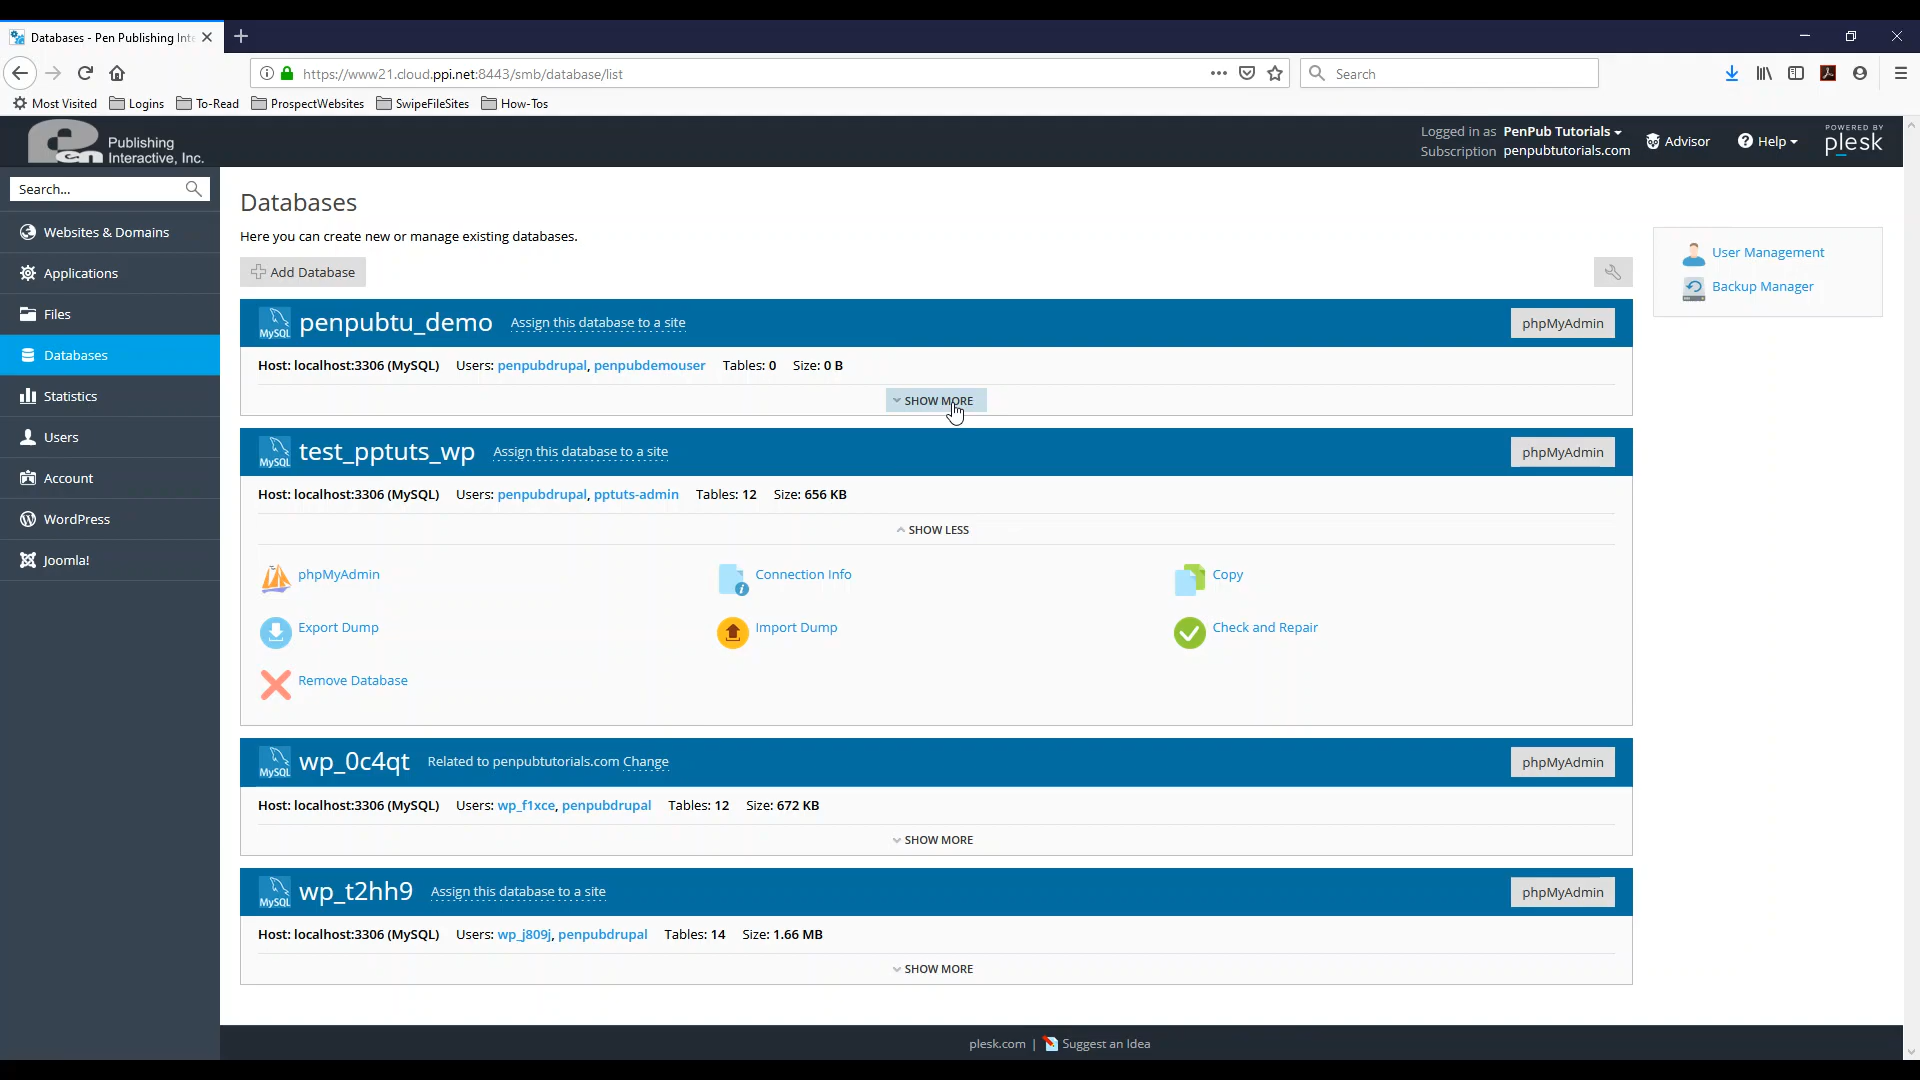 Databases - Pen Publishing Inte
https://www21.cloud.ppi.net:8443/smb/database/list
Search
Most Visited Logins To-Read ProspectWebsites SwipeFileSites How-Tos
en Publishing Interactive, Inc.
Logged in as PenPub Tutorials
Subscription penpubtutorials.com
Advisor
Help
POWERED BY
plesk
Search...
Websites & Domains
Applications
Files
Databases
Statistics
Users
Account
WordPress
Joomla!
Databases
Here you can create new or manage existing databases.
Add Database
MySQL penpubtu_demo Assign this database to a site phpMyAdmin
Host: localhost:3306 (MySQL) Users: penpubdrupal, penpubdemouser Tables: 0 Size: 0 B
SHOW MORE
MySQL test_pptuts_wp Assign this database to a site phpMyAdmin
Host: localhost:3306 (MySQL) Users: penpubdrupal, pptuts-admin Tables: 12 Size: 656 KB
SHOW LESS
phpMyAdmin Connection Info Copy
Export Dump Import Dump Check and Repair
Remove Database
MySQL wp_0c4qt Related to penpubtutorials.com Change phpMyAdmin
Host: localhost:3306 (MySQL) Users: wp_f1xce, penpubdrupal Tables: 12 Size: 672 KB
SHOW MORE
MySQL wp_t2hh9 Assign this database to a site phpMyAdmin
Host: localhost:3306 (MySQL) Users: wp_j809j, penpubdrupal Tables: 14 Size: 1.66 MB
SHOW MORE
User Management
Backup Manager
plesk.com | Suggest an Idea